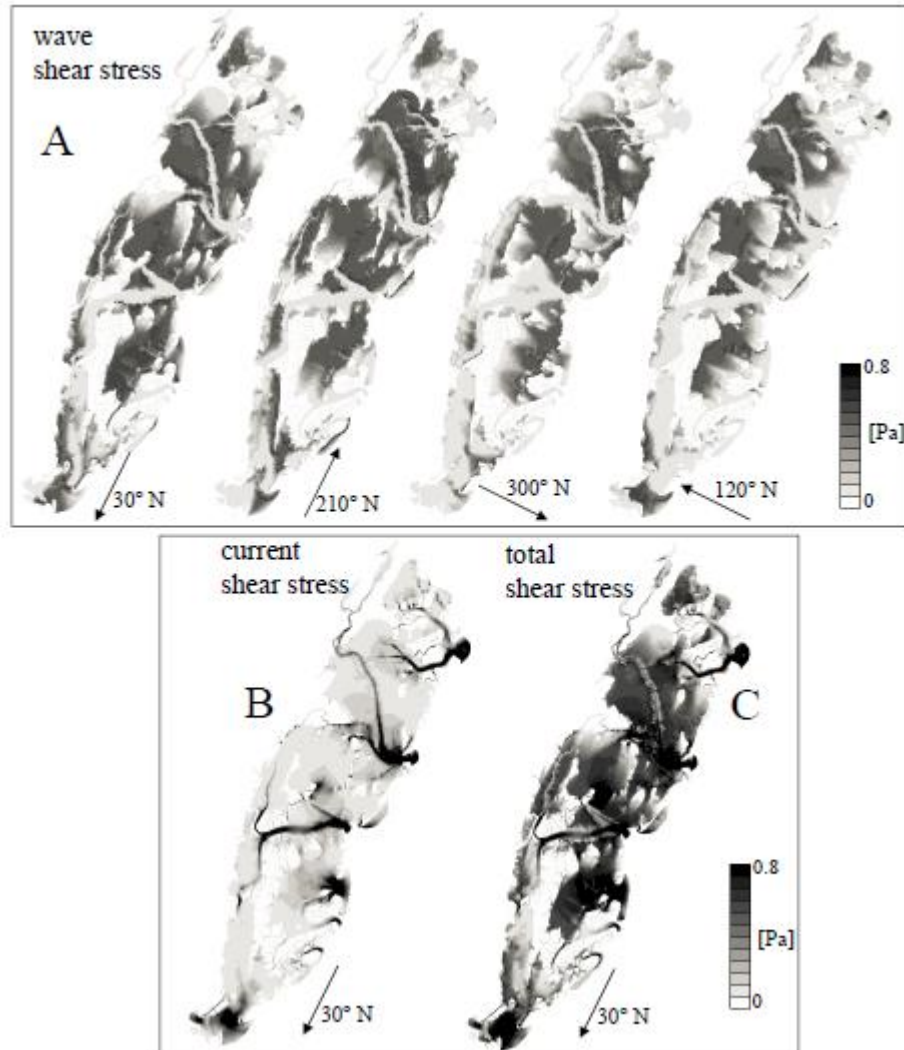 wave
shear stress
A
0.8
[Pa]
0
30° N
210° N
300° N
120° N
current
shear stress
total
shear stress
B
C
0.8
[Pa]
0
30° N
30° N